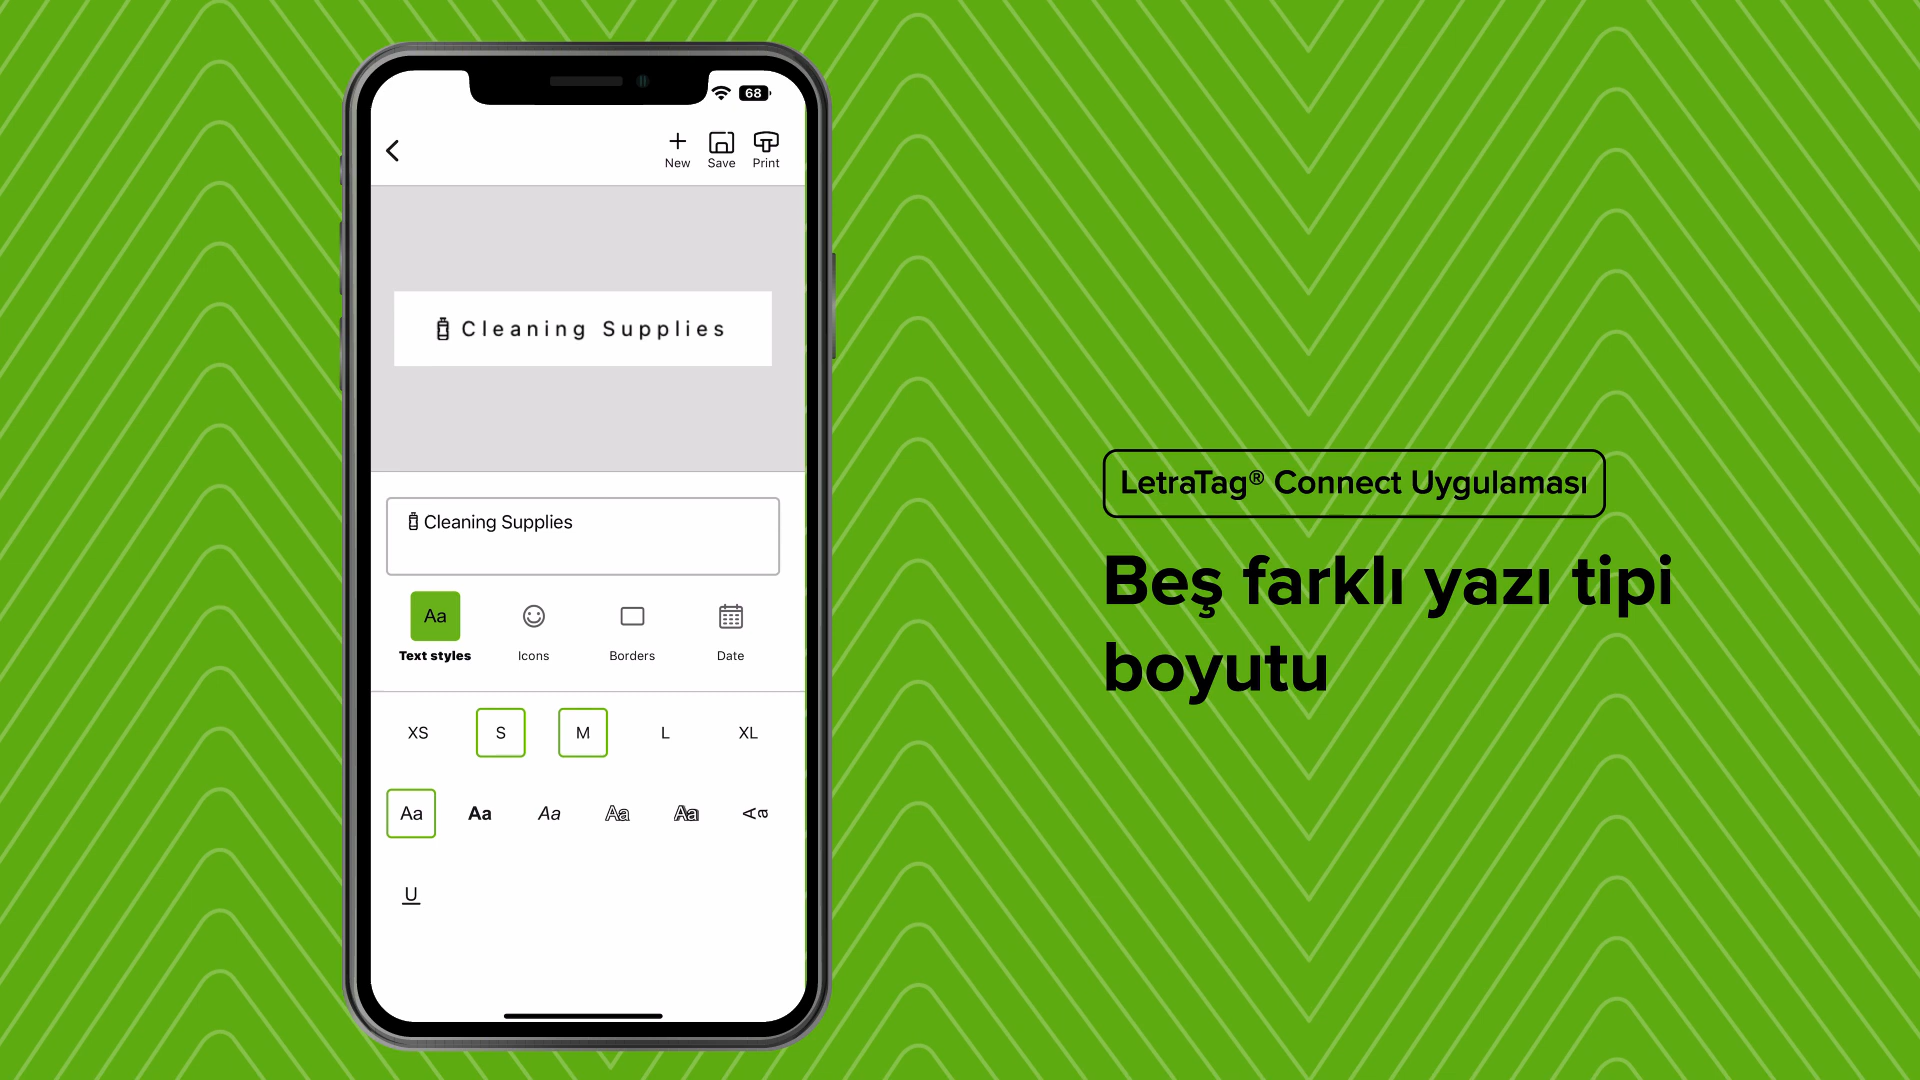 68
New Save Print
Cleaning Supplies
Cleaning Supplies
Aa
Text styles Icons Borders Date
XS S M L XL
Aa Aa Aa Aa Aa Aa
U
LetraTag® Connect Uygulaması
Beş farklı yazı tipi
boyutu